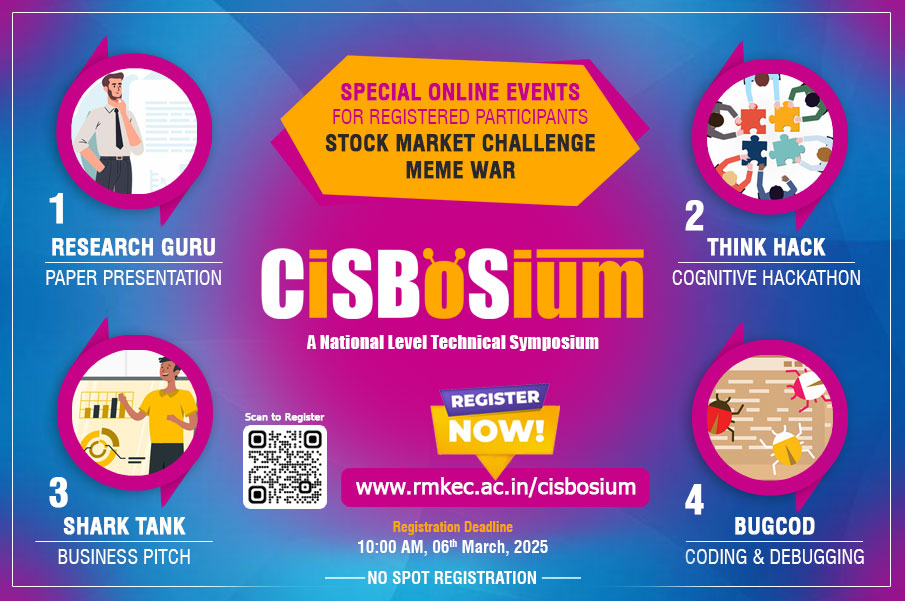 SPECIAL ONLINE EVENTS
FOR REGISTERED PARTICIPANTS
STOCK MARKET CHALLENGE
MEME WAR
1
RESEARCH GURU
PAPER PRESENTATION
2
THINK HACK
COGNITIVE HACKATHON
CiSBoSium
A National Level Technical Symposium
3
SHARK TANK
BUSINESS PITCH
Scan to Register
REGISTER
NOW!
www.rmkec.ac.in/cisbosium
Registration Deadline
10:00 AM, 06th March, 2025
NO SPOT REGISTRATION
4
BUGCOD
CODING & DEBUGGING